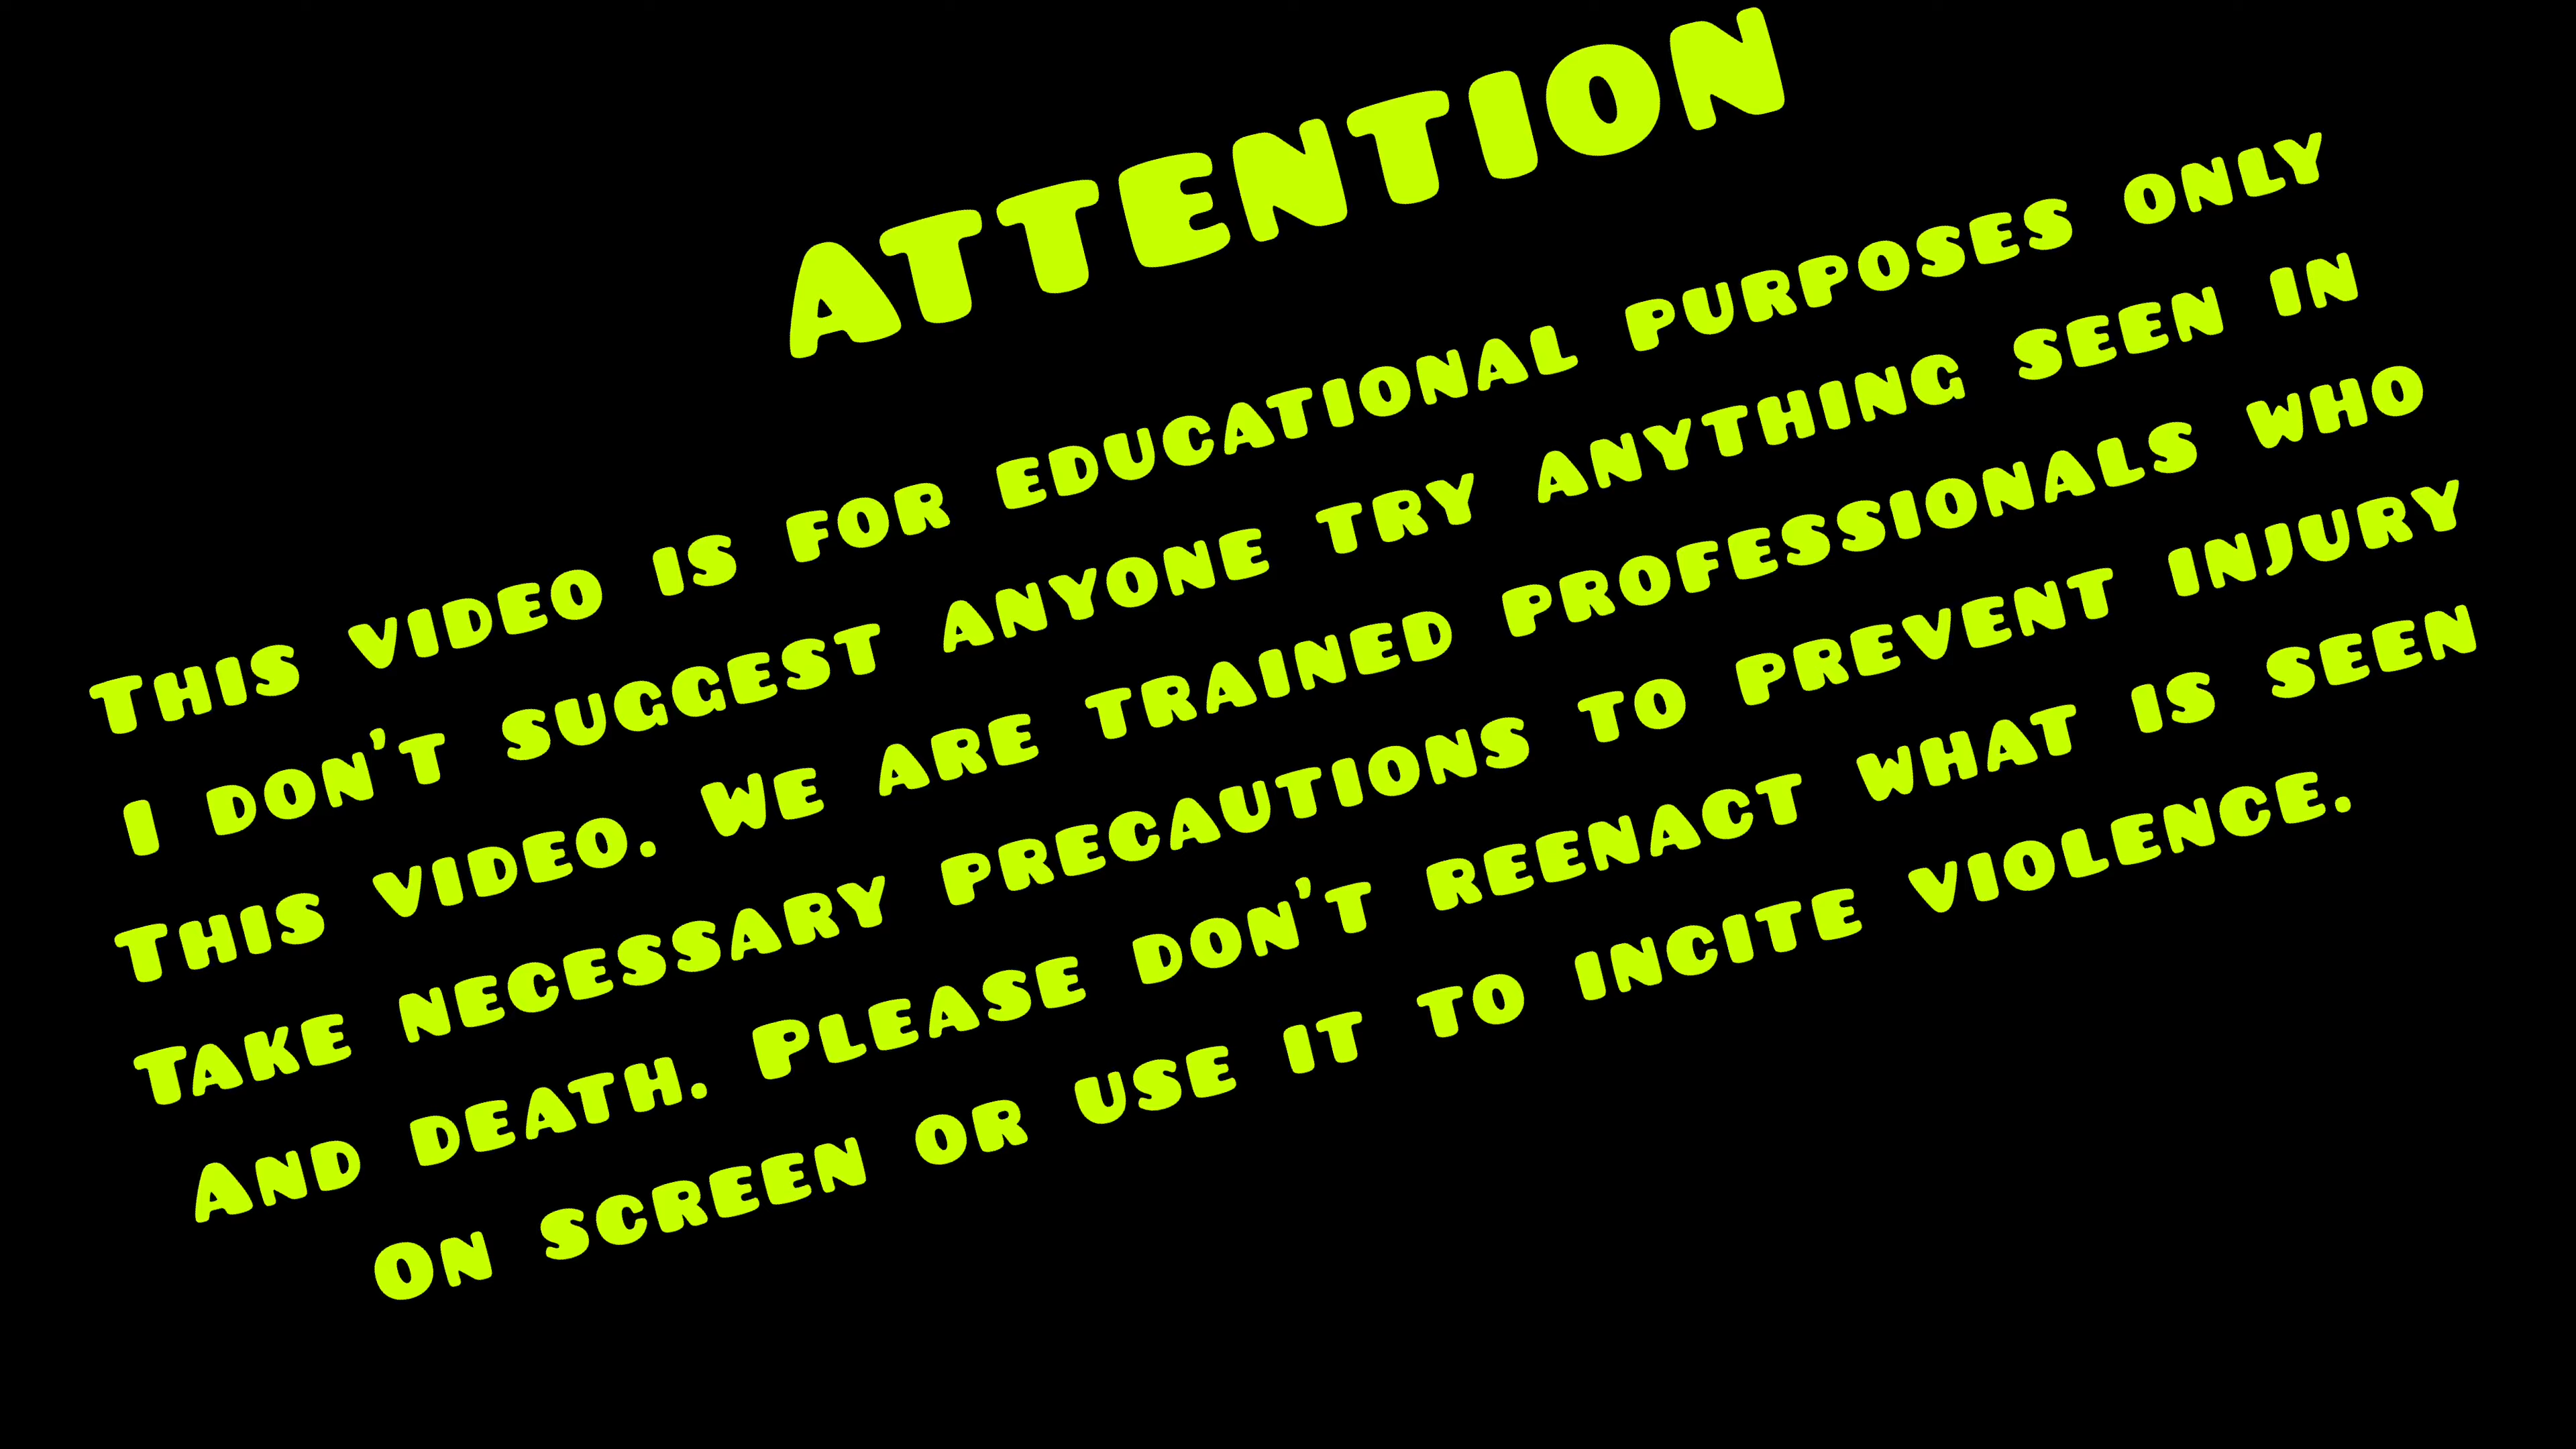 Attention
This video is for educational purposes only
I don't suggest anyone try anything seen in
This video. We are trained professionals who
Take necessary precautions to prevent injury
And death. Please don't reenact what is seen
On screen or use it to incite violence.